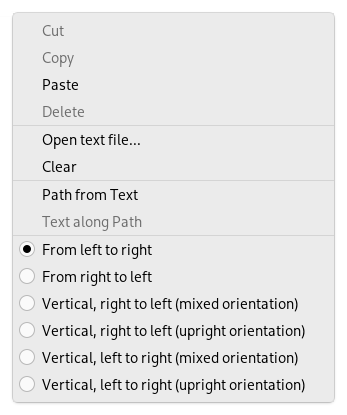 Cut
Copy
Paste
Delete
Open text file...
Clear
Path from Text
Text along Path
From left to right
From right to left
Vertical, right to left (mixed orientation)
Vertical, right to left (upright orientation)
Vertical, left to right (mixed orientation)
Vertical, left to right (upright orientation)